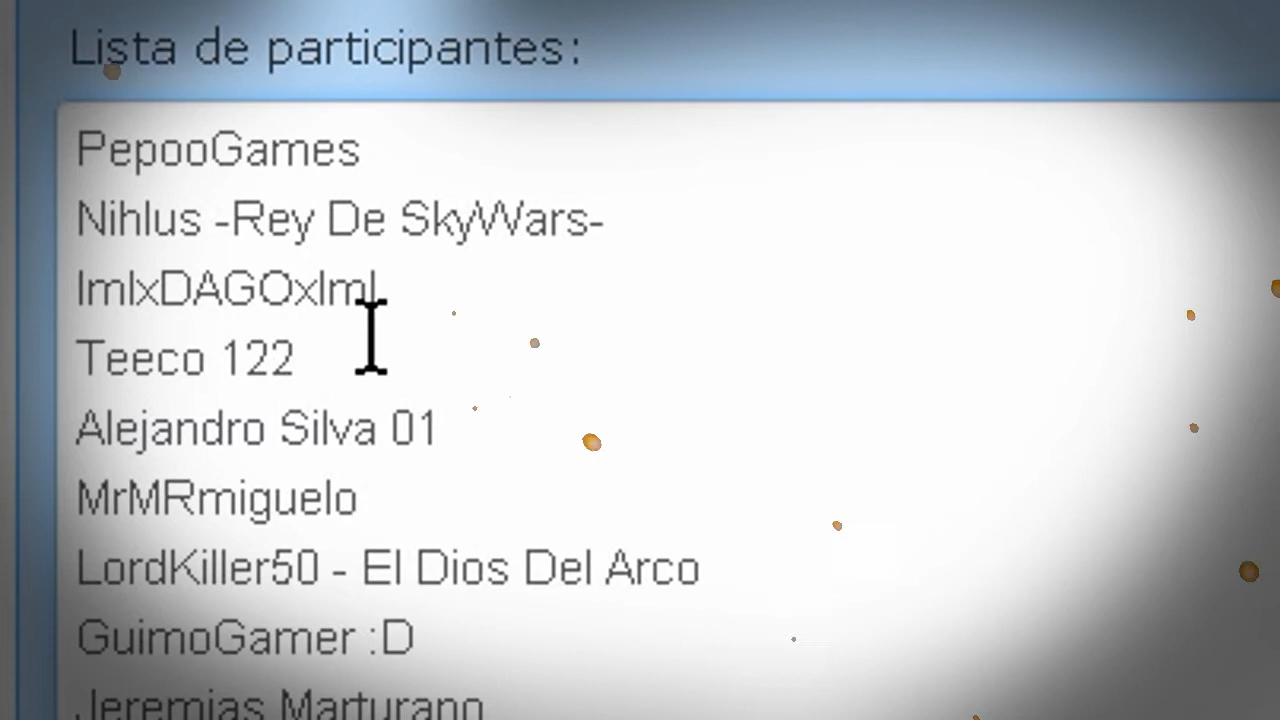 Lista de participantes:
PepooGames
Nihlus -Rey De SkyWars-
lmlxDAGOxlml
Teeco 122
Alejandro Silva 01
MrMRmiguelo
LordKiller50 - El Dios Del Arco
GuimoGamer :D
Jeremias Marturano